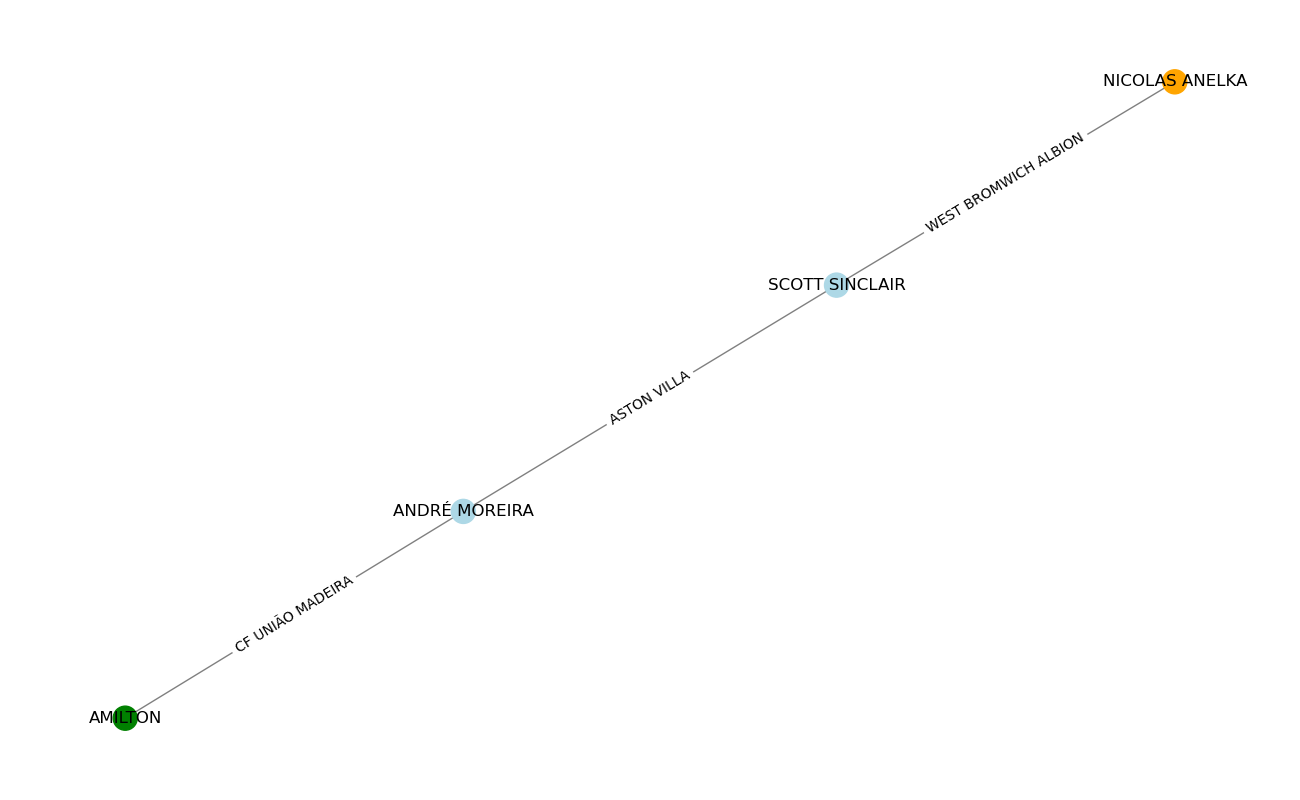 NICOLAS ANELKA
WEST BROMWICH ALBION
SCOTT SINCLAIR
ASTON VILLA
ANDRÉ MOREIRA
CF UNIÃO MADEIRA
AMILTON